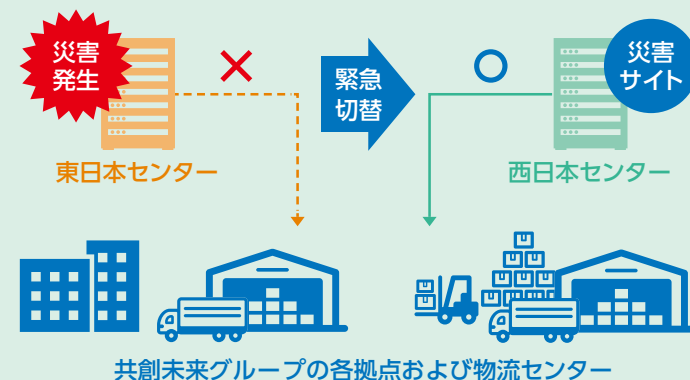 災害
発生
緊急
切替
災害
サイト
東日本センター
西日本センター
共創未来グループの各拠点および物流センター